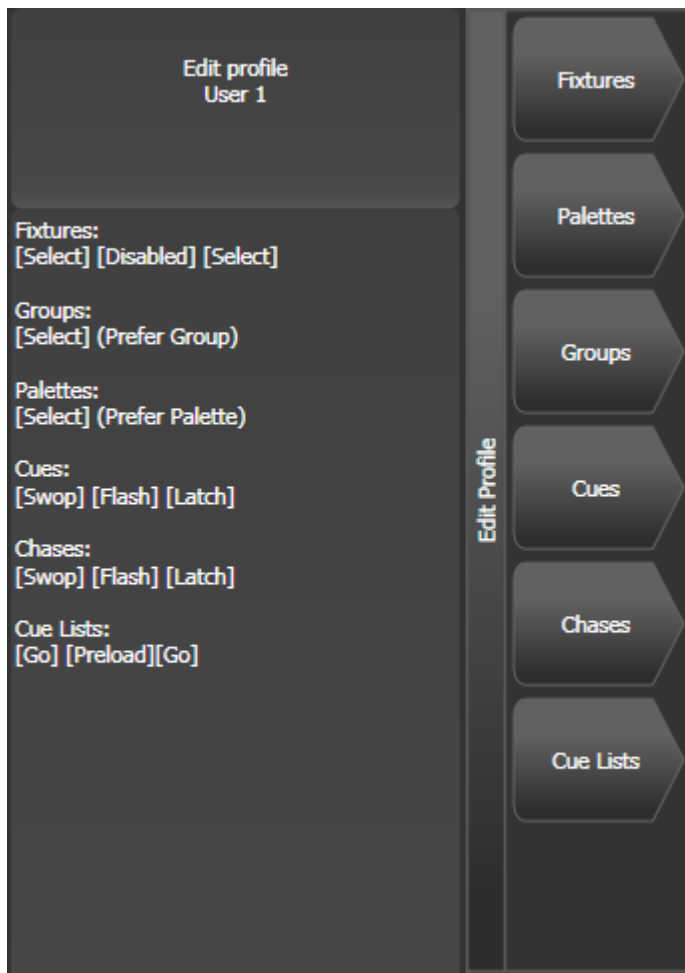 Edit profile
User 1
Fixtures:
[Select] [Disabled] [Select]
Groups:
[Select] (Prefer Group)
Palettes:
[Select] (Prefer Palette)
Cues:
[Swop] [Flash] [Latch]
Chases:
[Swop] [Flash] [Latch]
Cue Lists:
[Go] [Preload][Go]
Edit Profile
Fixtures
Palettes
Groups
Cues
Chases
Cue Lists